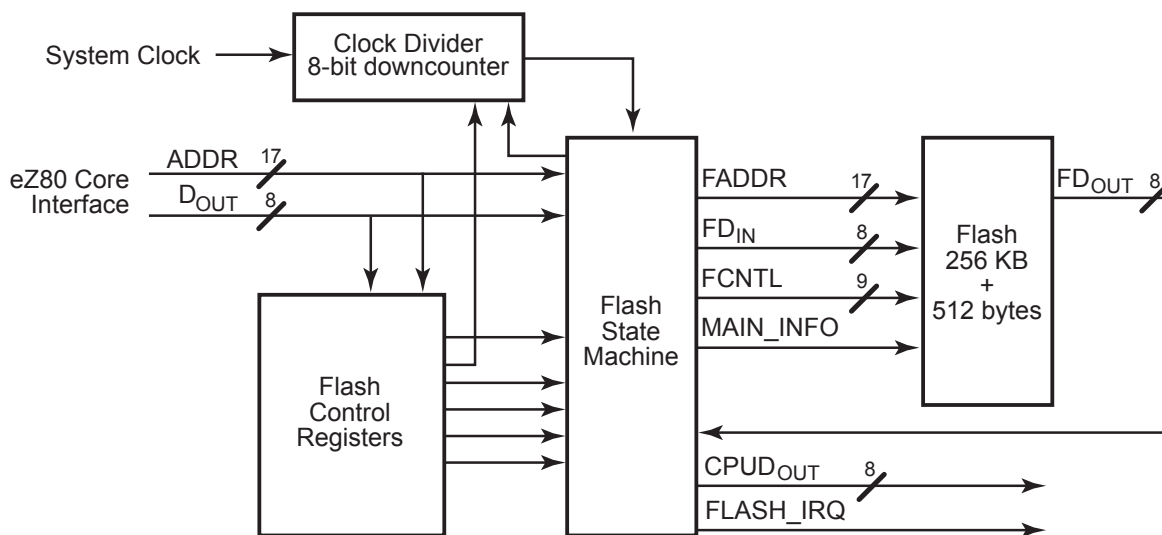 System Clock
Clock Divider
8-bit downcounter
eZ80 Core
Interface
ADDR
17
DOUT
8
Flash
Control
Registers
Flash
State
Machine
FADDR
17
FDIN
8
FCNTL
9
MAIN_INFO
Flash
256 KB
+
512 bytes
FDOUT
8
CPUDOUT
8
FLASH_IRQ